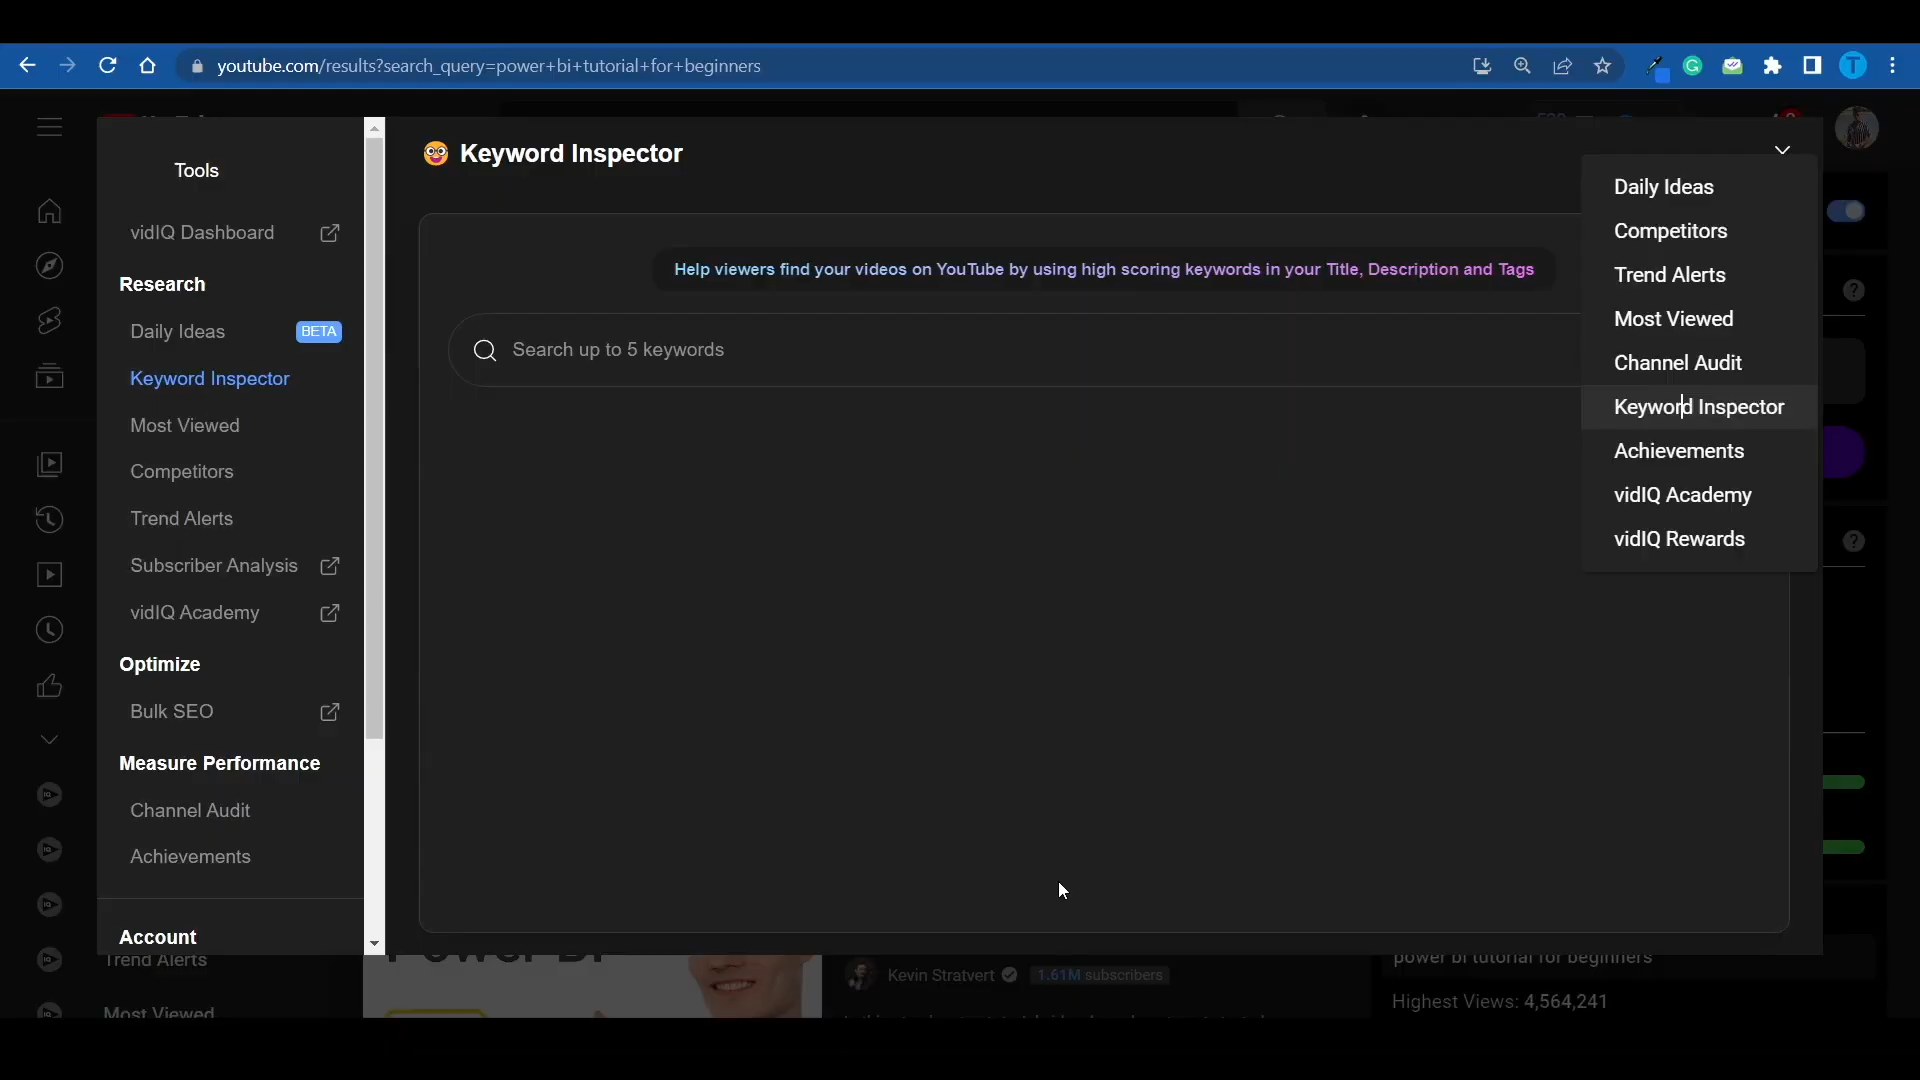 youtube.com/results?search_query=power+bi+tutorial+for+beginners
T
Tools
vidIQ Dashboard
Research
Daily Ideas
BETA
Keyword Inspector
Most Viewed
Competitors
Trend Alerts
Subscriber Analysis
vidIQ Academy
Optimize
Bulk SEO
Measure Performance
Channel Audit
Achievements
Account
Trend Alerts
Most Viewed
Keyword Inspector
Help viewers find your videos on YouTube by using high scoring keywords in your Title, Description and Tags
Search up to 5 keywords
Daily Ideas
Competitors
Trend Alerts
Most Viewed
Channel Audit
Keyword Inspector
Achievements
vidIQ Academy
vidIQ Rewards
Power BI
Kevin Stratvert
1.61M subscribers
power bi tutorial for beginners
Highest Views: 4,564,241